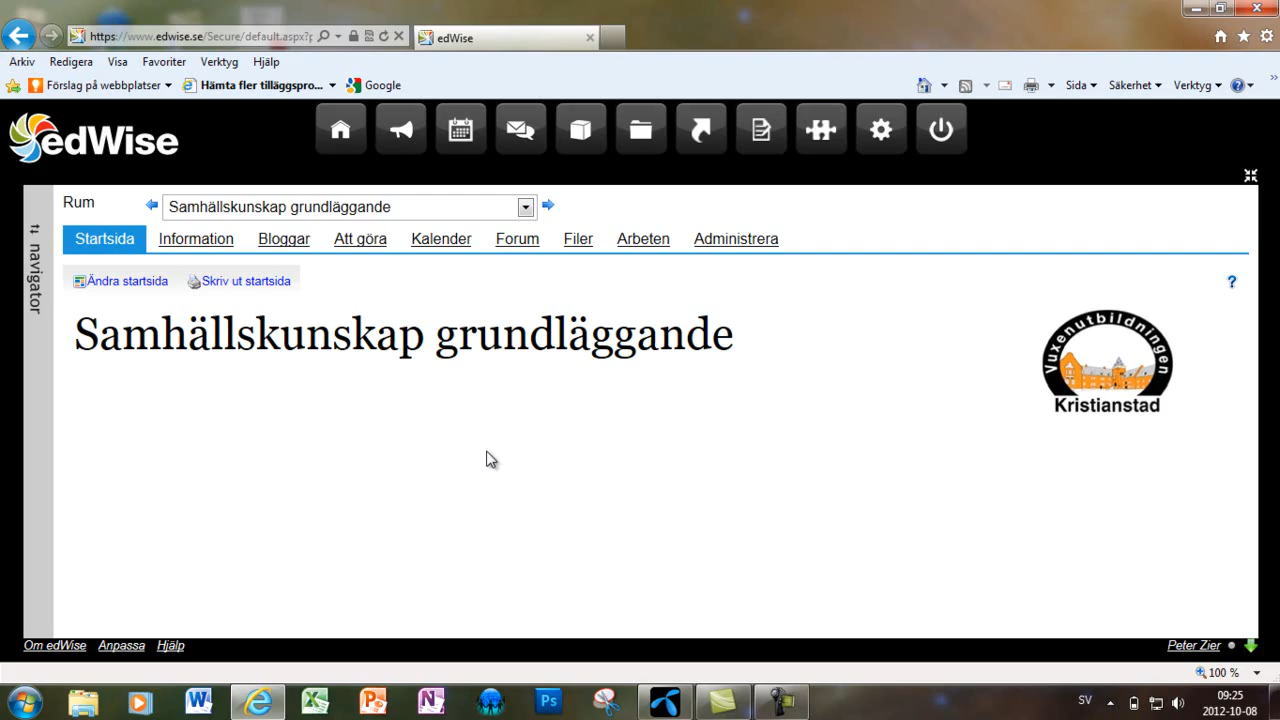 https://www.edwise.se/Secure/default.aspx?p
edWise
Arkiv Redigera Visa Favoriter Verktyg Hjälp
Förslag på webbplatser Hämta fler tilläggspro... Google
Sida Säkerhet Verktyg
edWise
Rum Samhällskunskap grundläggande
Startsida Information Bloggar Att göra Kalender Forum Filer Arbeten Administrera
Ändra startsida Skriv ut startsida ?
navigator
Samhällskunskap grundläggande
Vuxenutbildningen
Kristianstad
Om edWise Anpassa Hjälp Peter Zier
100 %
SV 09:25
2012-10-08